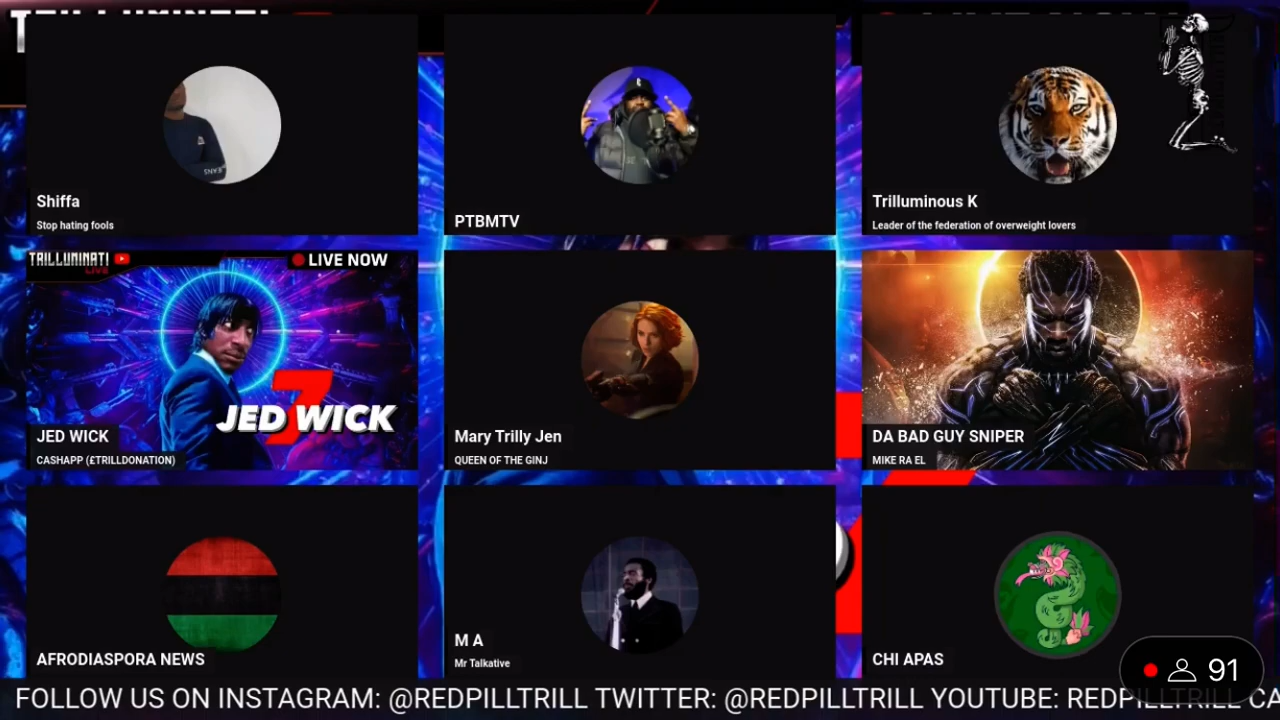 Shiffa
Stop hating fools
PTBMTV
Trilluminous K
Leader of the federation of overweight lovers
TRILLUMINATI
LIVE
LIVE NOW
7
JED WICK
JED WICK
CASHAPP (£TRILLDONATION)
Mary Trilly Jen
QUEEN OF THE GINJ
DA BAD GUY SNIPER
MIKE RA EL
AFRODIASPORA NEWS
M A
Mr Talkative
CHI APAS
91
FOLLOW US ON INSTAGRAM: @REDPILLTRILL TWITTER: @REDPILLTRILL YOUTUBE: REDPILLTRILL CA